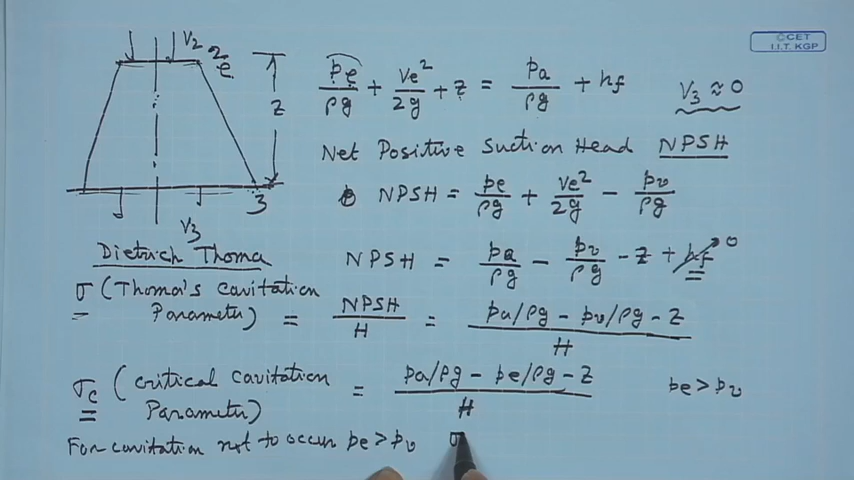 ©CET
I.I.T. KGP
V2 2 e
z
3
V3
pe/ρg + Ve²/2g + z = pa/ρg + hf
V3 ≈ 0
Net Positive Suction Head NPSH
NPSH = pe/ρg + Ve²/2g − pv/ρg
Dietrich Thoma
NPSH = pa/ρg − pv/ρg − z + hf 0
σ (Thoma's cavitation Parameter) = NPSH/H = pa/ρg − pv/ρg − z / H
σc (critical cavitation Parameter) = pa/ρg − pe/ρg − z / H
pe > pv
For cavitation not to occur pe > pv σ